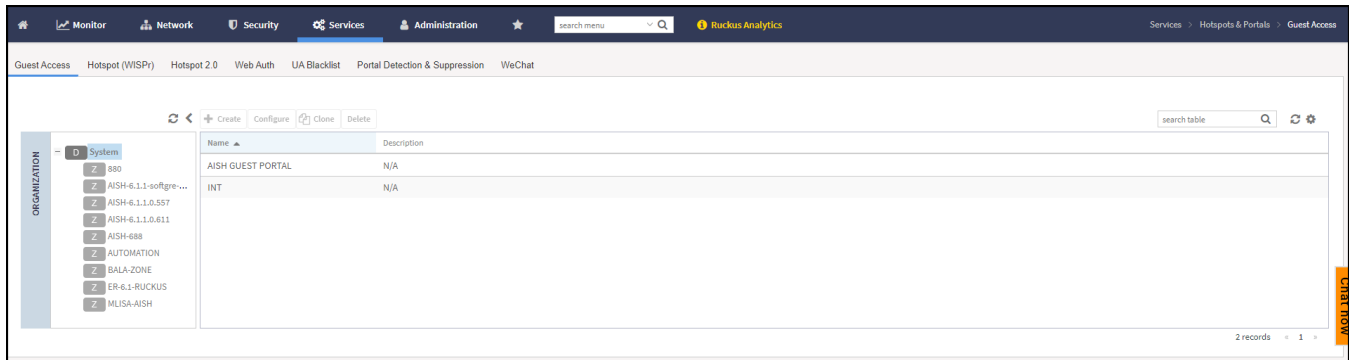 Monitor Network Security Services Administration search menu Ruckus Analytics Services > Hotspots & Portals > Guest Access
Guest Access Hotspot (WISPr) Hotspot 2.0 Web Auth UA Blacklist Portal Detection & Suppression WeChat
+ Create Configure Clone Delete search table
ORGANIZATION
− D System
Z 880
Z AISH-6.1.1-softgre-...
Z AISH-6.1.1.0.557
Z AISH-6.1.1.0.611
Z AISH-688
Z AUTOMATION
Z BALA-ZONE
Z ER-6.1-RUCKUS
Z MLISA-AISH
Name ▲ Description
AISH GUEST PORTAL N/A
INT N/A
2 records « 1 »
Chat now